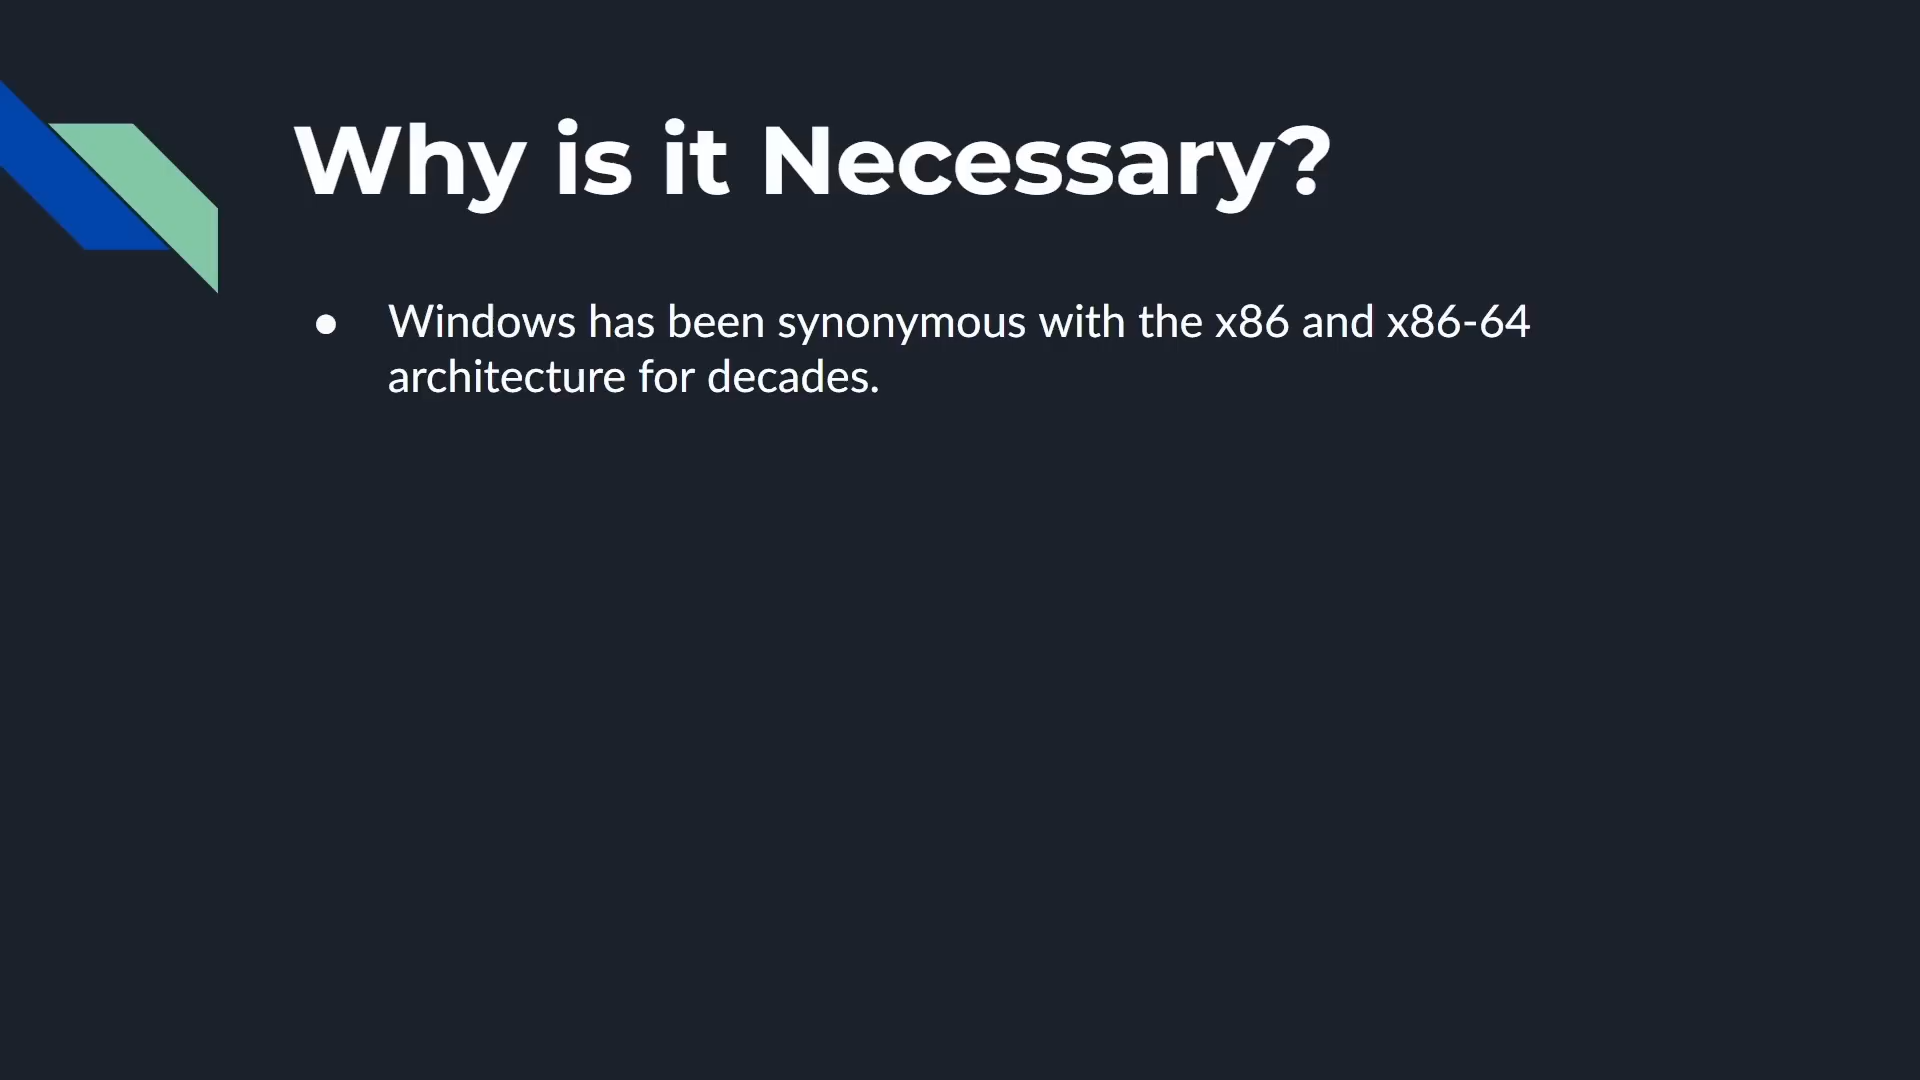 Why is it Necessary?
● Windows has been synonymous with the x86 and x86-64
architecture for decades.